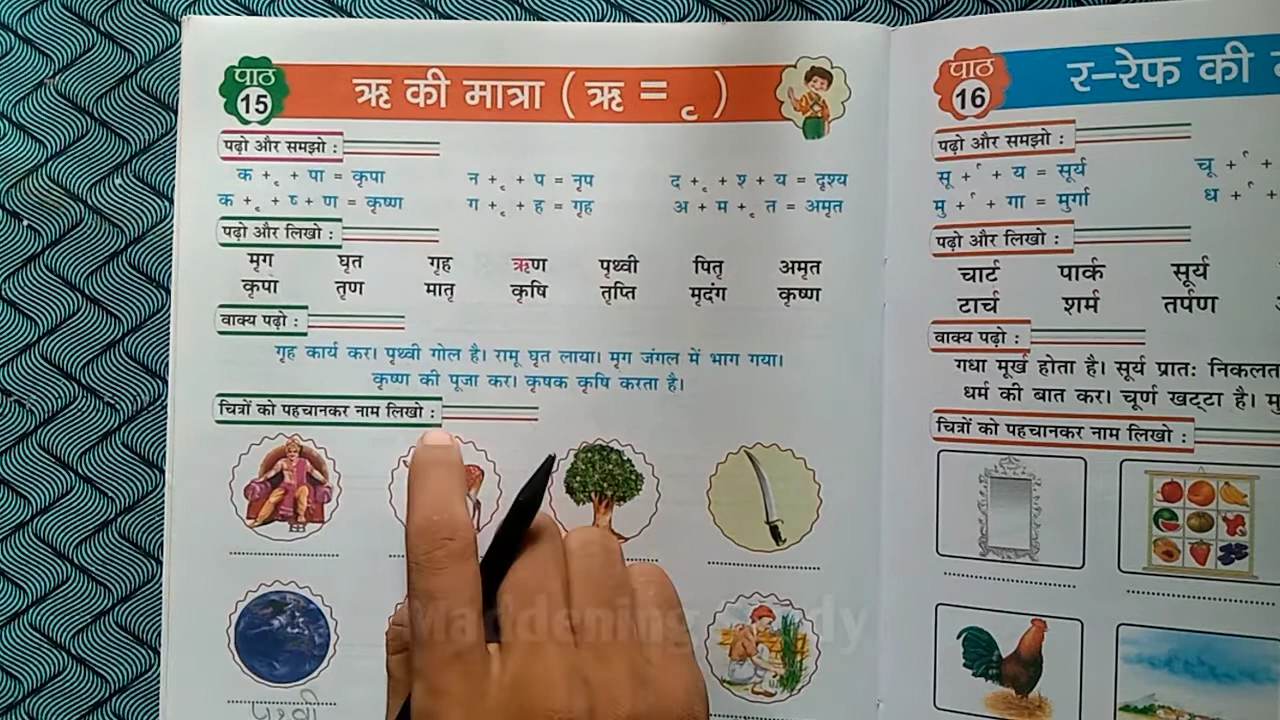 पाठ
15
ऋ की मात्रा ( ऋ = ृ )
पढ़ो और समझो :
क + ृ + पा = कृपा
न + ृ + प = नृप
द + ृ + श् + य = दृश्य
क + ृ + ष् + ण = कृष्ण
ग + ृ + ह = गृह
अ + म + ृ त = अमृत
पढ़ो और लिखो :
मृग घृत गृह ऋण पृथ्वी पितृ अमृत
कृपा तृण मातृ कृषि तृप्ति मृदंग कृष्ण
वाक्य पढ़ो :
गृह कार्य कर। पृथ्वी गोल है। रामू घृत लाया। मृग जंगल में भाग गया।
कृष्ण की पूजा कर। कृषक कृषि करता है।
चित्रों को पहचानकर नाम लिखो :
पृथ्वी
Maddening
पाठ
16
र–रेफ की
पढ़ो और समझो :
सू + र् + य = सूर्य
चू + र् +
मु + र् + गा = मुर्गा
ध + र् +
पढ़ो और लिखो :
चार्ट पार्क सूर्य
टार्च शर्म तर्पण
वाक्य पढ़ो :
गधा मूर्ख होता है। सूर्य प्रातः
धर्म की बात कर। चूर्ण खट्टा है।
चित्रों को पहचानकर नाम लिखो :